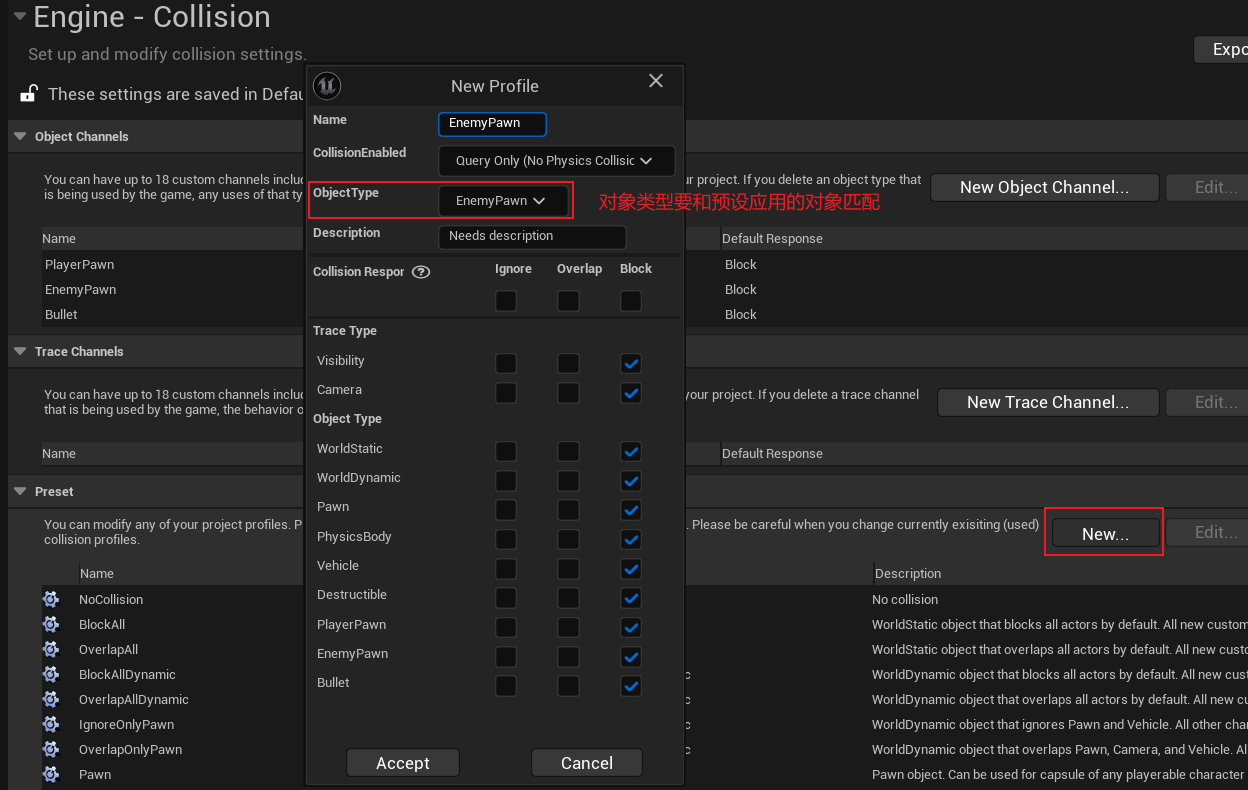 Engine - Collision
Set up and modify collision settings.
Expo
These settings are saved in Defau
New Profile
Name
EnemyPawn
CollisionEnabled
Query Only (No Physics Collisic
ObjectType
EnemyPawn
对象类型要和预设应用的对象匹配
Description
Needs description
Collision Respor
?
Ignore
Overlap
Block
Trace Type
Visibility
Camera
Object Type
WorldStatic
WorldDynamic
Pawn
PhysicsBody
Vehicle
Destructible
PlayerPawn
EnemyPawn
Bullet
Accept
Cancel
Object Channels
You can have up to 18 custom channels includ
ur project. If you delete an object type that
is being used by the game, any uses of that ty
New Object Channel...
Edit...
Name
Default Response
PlayerPawn
Block
EnemyPawn
Block
Bullet
Block
Trace Channels
You can have up to 18 custom channels includ
your project. If you delete a trace channel
that is being used by the game, the behavior o
New Trace Channel...
Edit...
Name
Default Response
Preset
You can modify any of your project profiles. P
. Please be careful when you change currently exisiting (used)
collision profiles.
New...
Edit...
Name
Description
NoCollision
No collision
BlockAll
WorldStatic object that blocks all actors by default. All new custom
OverlapAll
WorldStatic object that overlaps all actors by default. All new custom
BlockAllDynamic
c
WorldDynamic object that blocks all actors by default. All new cus
OverlapAllDynamic
c
WorldDynamic object that overlaps all actors by default. All new cu
IgnoreOnlyPawn
c
WorldDynamic object that ignores Pawn and Vehicle. All other cha
OverlapOnlyPawn
c
WorldDynamic object that overlaps Pawn, Camera, and Vehicle. Al
Pawn
Pawn object. Can be used for capsule of any playerable character